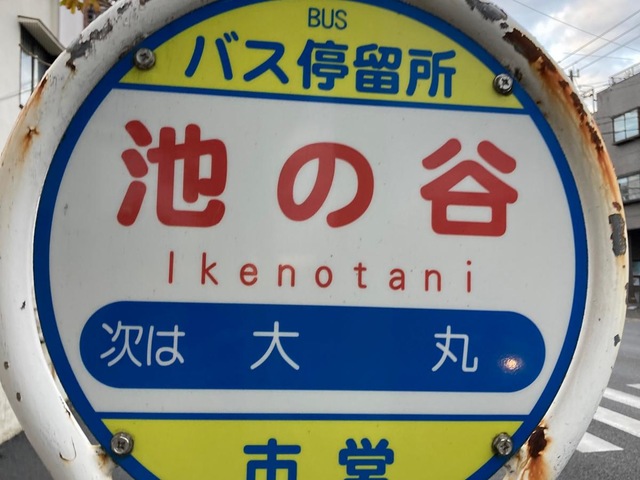 BUS
バス停留所
池の谷
Ikenotani
次は 大丸
市営